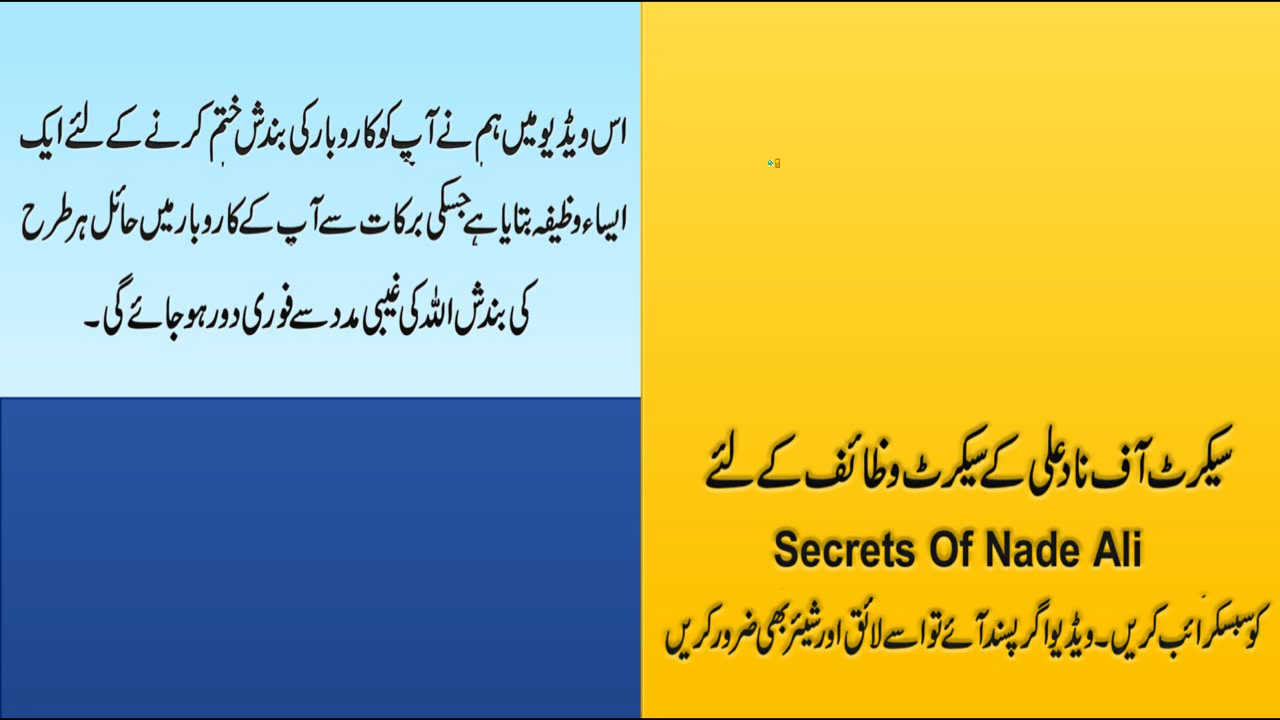 اس ویڈیو میں ہم نے آپ کو کاروبار کی بندش ختم کرنے کے لئے ایک
ایساء وظیفہ بتایا ہے جسکی برکات سے آپ کے کاروبار میں حائل ہر طرح
کی بندش اللہ کی غیبی مدد سے فوری دور ہو جائے گی۔
سیکرٹ آف ناد علی کے سیکرٹ وظائف کے لئے
Secrets Of Nade Ali
کو سبسکرائب کریں۔ ویڈیو اگر پسند آئے تو اسے لائق اور شیئر بھی ضرور کریں